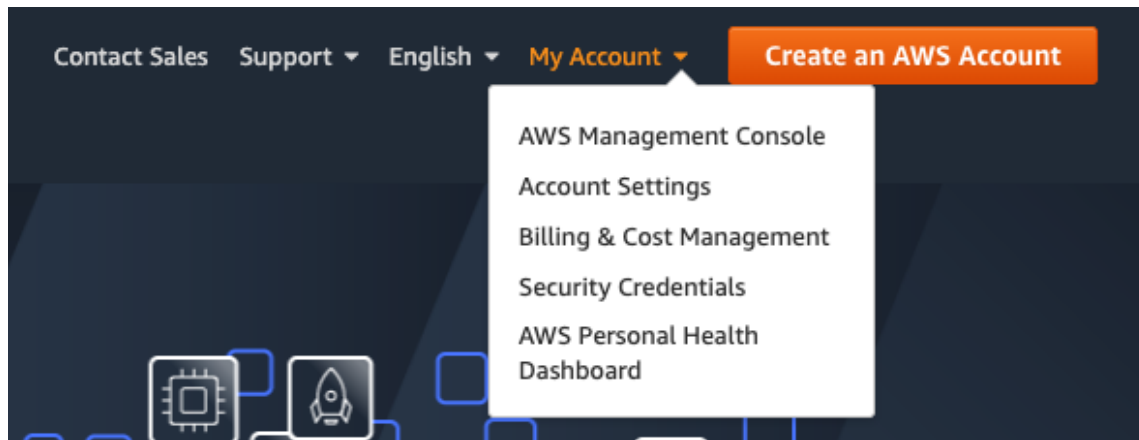 Contact Sales Support English My Account Create an AWS Account
AWS Management Console
Account Settings
Billing & Cost Management
Security Credentials
AWS Personal Health
Dashboard